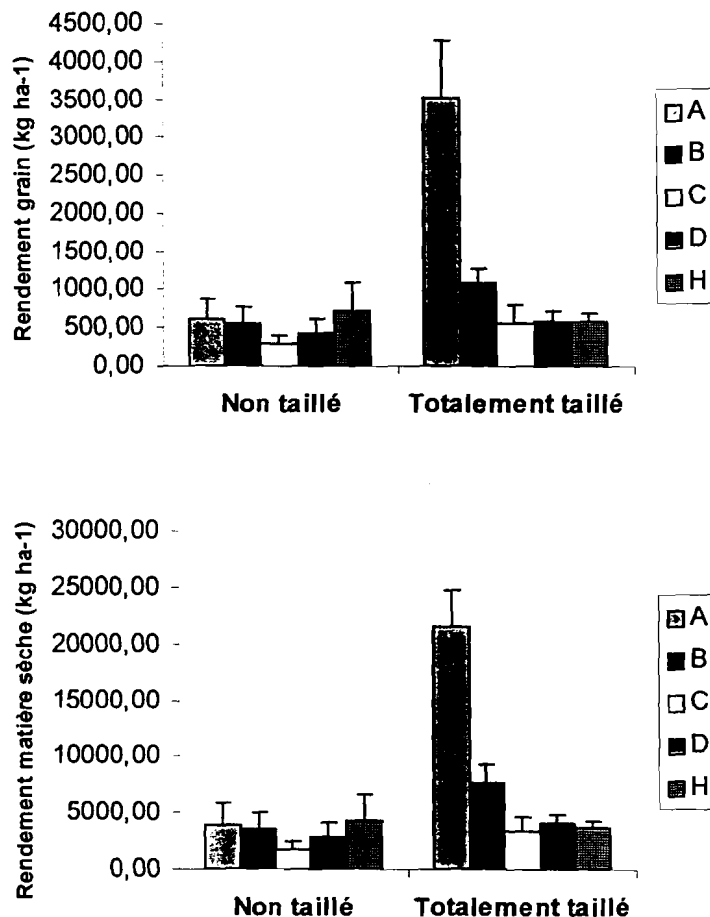 Rendement grain (kg ha-1)
4500,00
4000,00
3500,00
3000,00
2500,00
2000,00
1500,00
1000,00
500,00
0,00
Non taillé
Totalement taillé
A
B
C
D
H
Rendement matière sèche (kg ha-1)
30000,00
25000,00
20000,00
15000,00
10000,00
5000,00
0,00
Non taillé
Totalement taillé
A
B
C
D
H